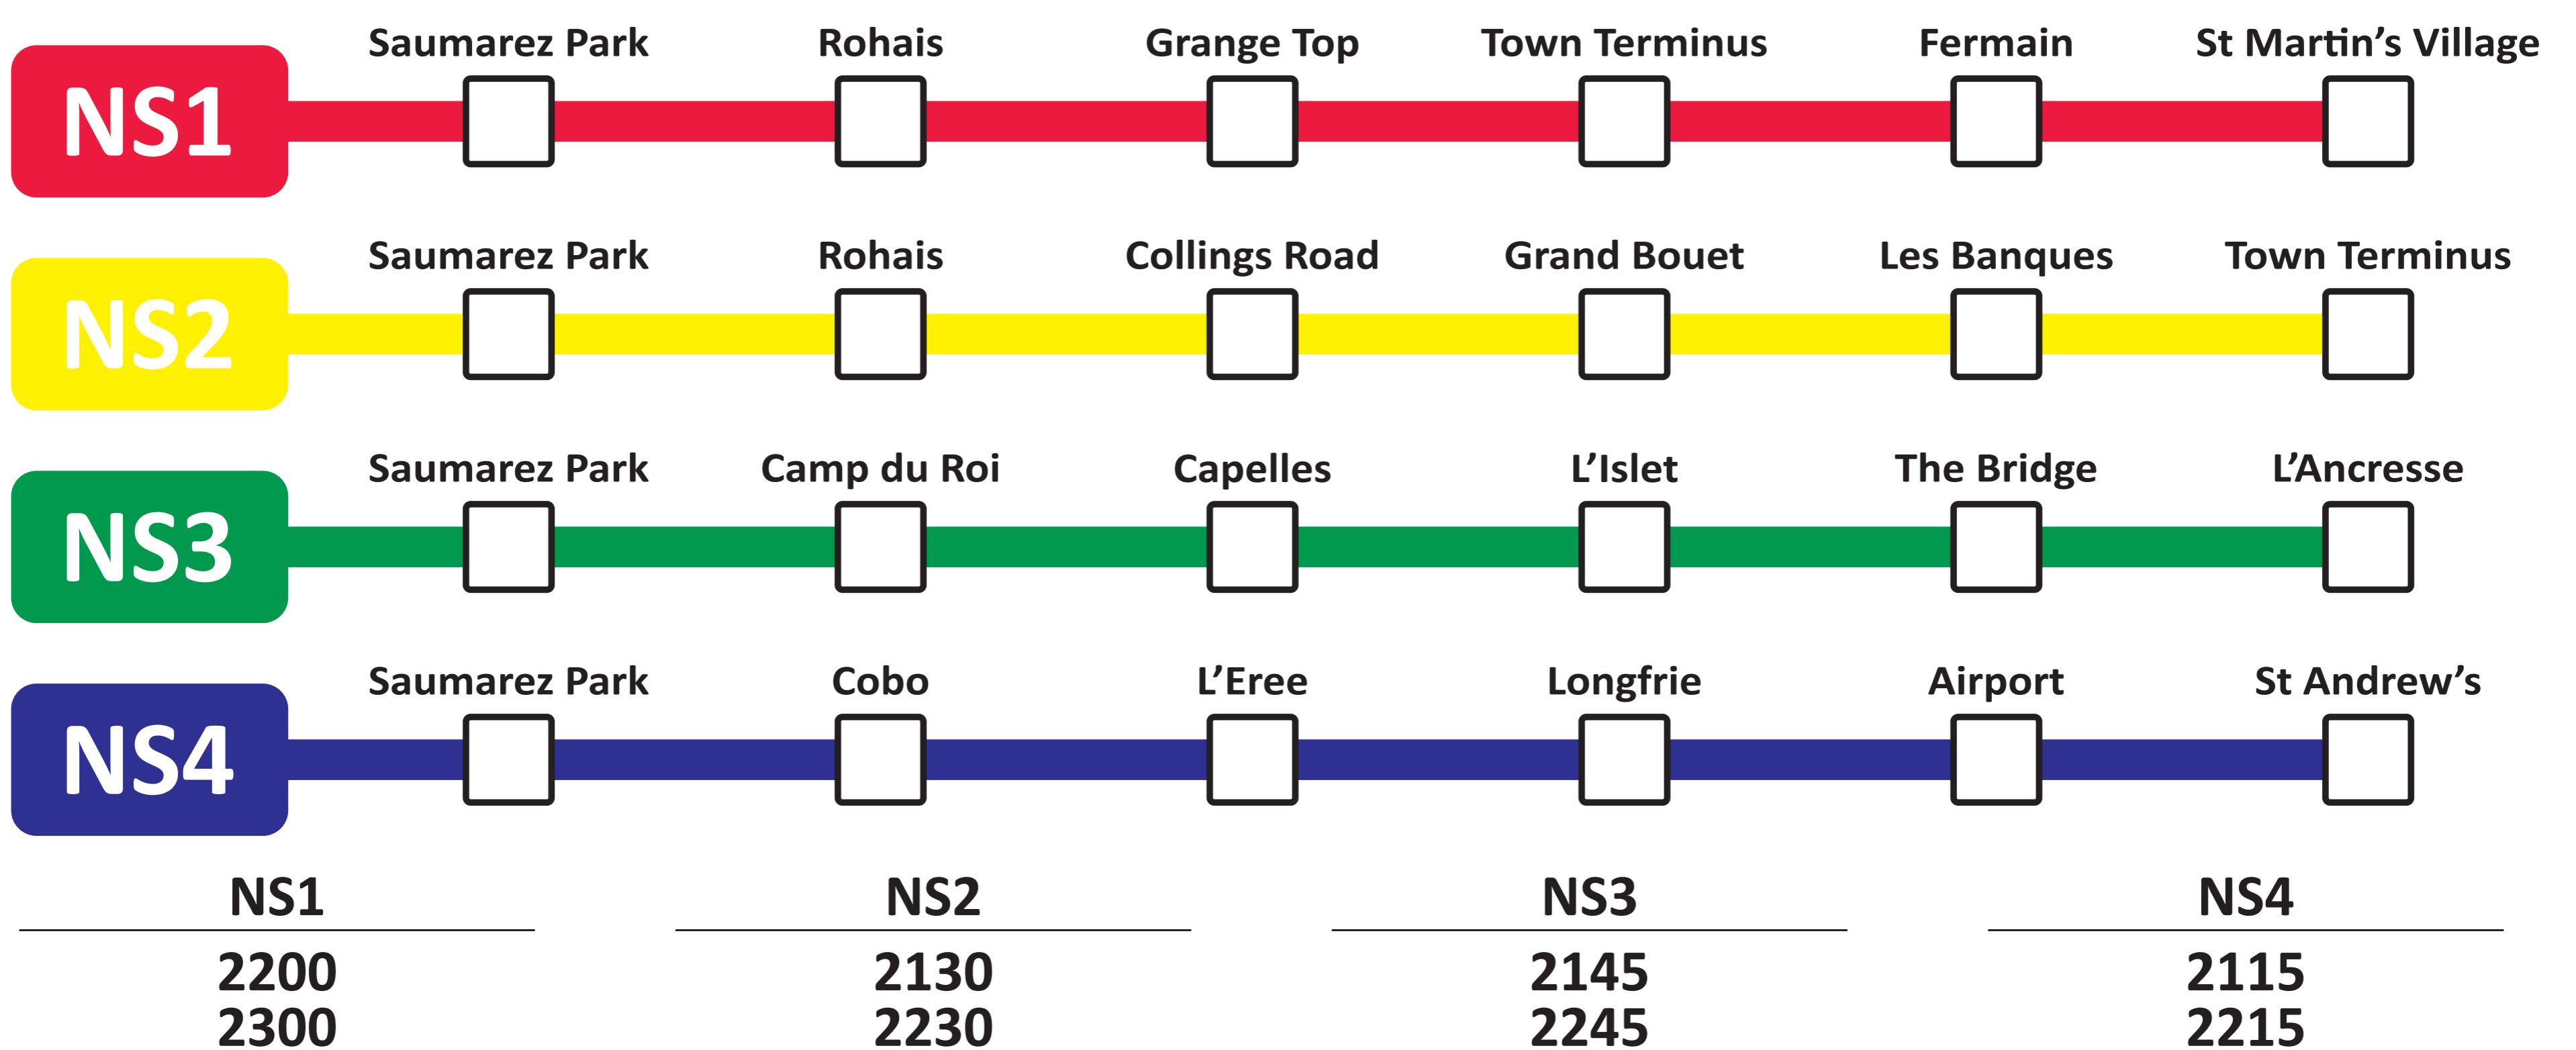 Saumarez Park Rohais Grange Top Town Terminus Fermain St Martin’s Village
NS1
Saumarez Park Rohais Collings Road Grand Bouet Les Banques Town Terminus
NS2
Saumarez Park Camp du Roi Capelles L’Islet The Bridge L’Ancresse
NS3
Saumarez Park Cobo L’Eree Longfrie Airport St Andrew’s
NS4
NS1 NS2 NS3 NS4
2200 2130 2145 2115
2300 2230 2245 2215